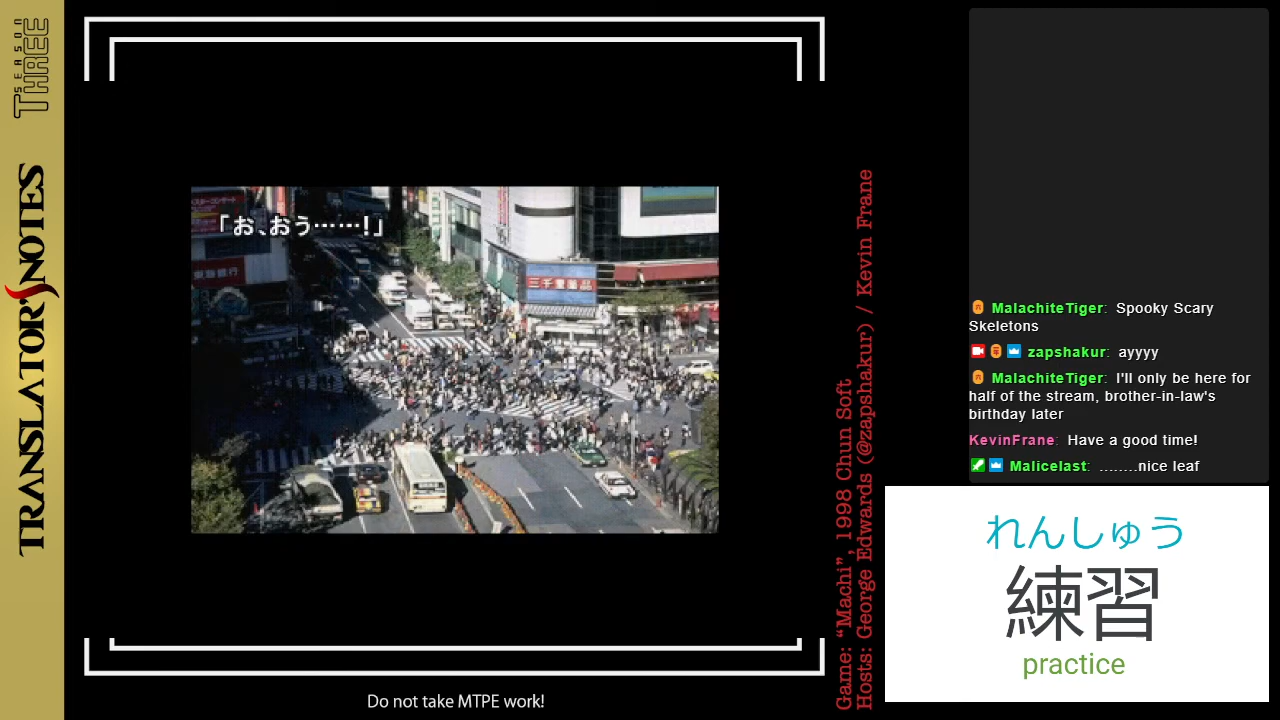 SEASON
THREE
TRANSLATOR'S NOTES
「お、おぅ……!」
三千里薬品
Game: “Machi”, 1998 Chun Soft
Hosts: George Edwards (@zapshakur) / Kevin Frane
Do not take MTPE work!
MalachiteTiger: Spooky Scary
Skeletons
zapshakur: ayyyy
MalachiteTiger: I'll only be here for
half of the stream, brother-in-law's
birthday later
KevinFrane: Have a good time!
Malicelast: ........nice leaf
れんしゅう
練習
practice